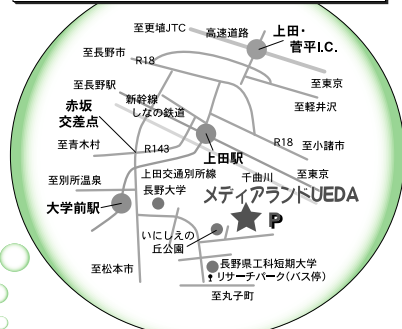 至更埴JTC
高速道路
上田・
菅平I.C.
至長野市
R18
至東京
至長野駅
新幹線
至軽井沢
赤坂
交差点
しなの鉄道
至青木村
R143
上田駅
R18
至小諸市
至別所温泉
上田交通別所線
千曲川
至東京
長野大学
メディアランドUEDA
大学前駅
P
いにしえの
丘公園
至松本市
長野県工科短期大学
リサーチパーク(バス停)
至丸子町